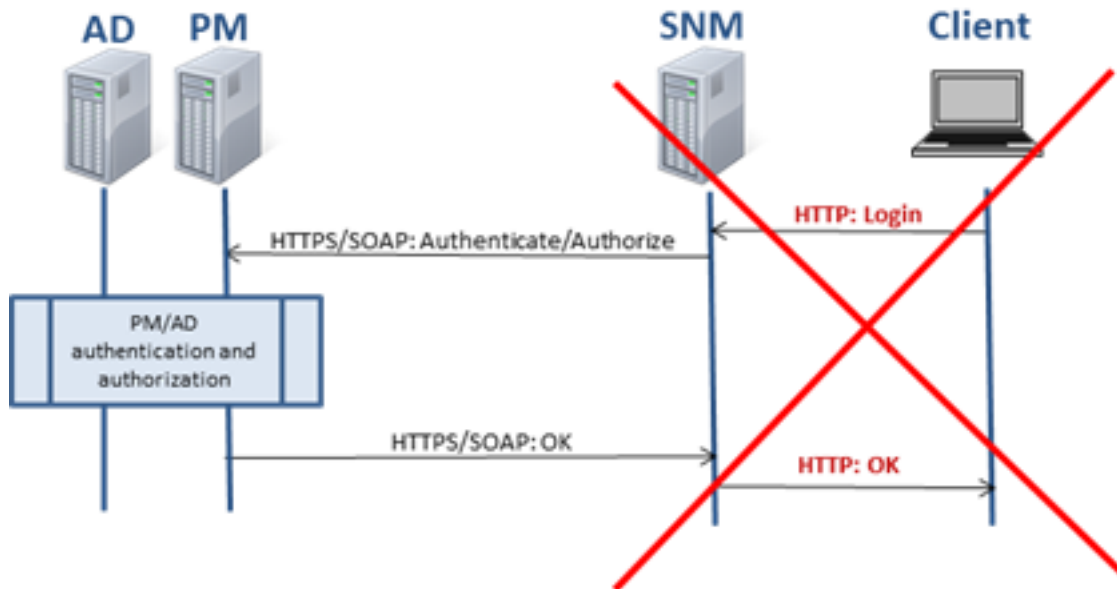 AD
PM
SNM
Client
HTTP: Login
HTTPS/SOAP: Authenticate/Authorize
PM/AD
authentication and
authorization
HTTPS/SOAP: OK
HTTP: OK